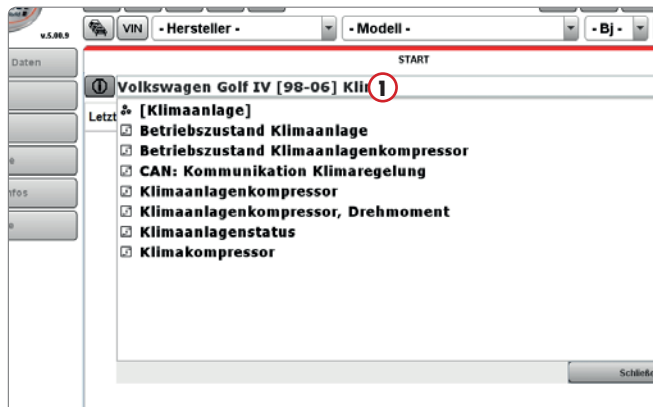 v.5.00.9
VIN - Hersteller - - Modell - - Bj -
Daten
START
Volkswagen Golf IV [98-06] Kli 1
Letzt
[Klimaanlage]
Betriebszustand Klimaanlage
Betriebszustand Klimaanlagenkompressor
CAN: Kommunikation Klimaregelung
Klimaanlagenkompressor
Klimaanlagenkompressor, Drehmoment
Klimaanlagenstatus
Klimakompressor
e
nfos
e
Schließe